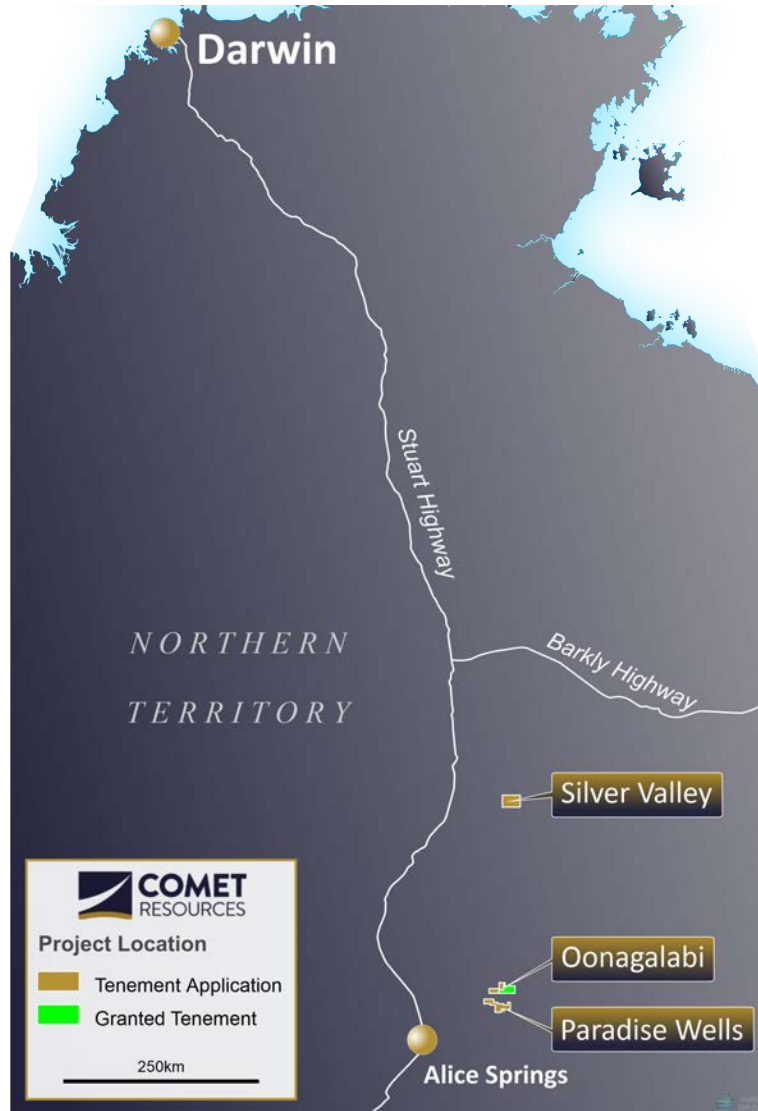 Darwin
Stuart Highway
NORTHERN
TERRITORY
Barkly Highway
Silver Valley
COMET
RESOURCES
Project Location
Tenement Application
Granted Tenement
250km
Oonagalabi
Paradise Wells
Alice Springs